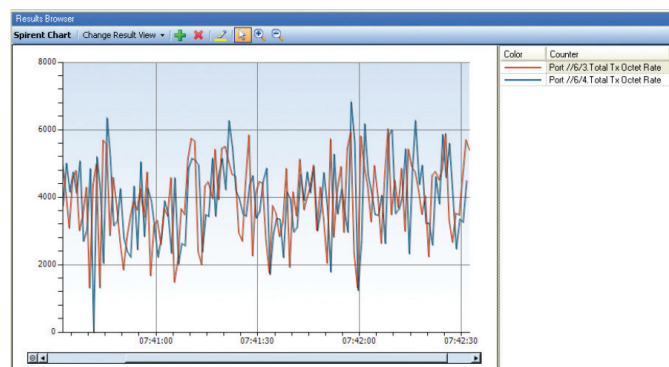 Results Browser
Spirent Chart Change Result View
Color Counter
Port //6/3.Total Tx Octet Rate
Port //6/4.Total Tx Octet Rate
8000
6000
4000
2000
0
07:41:00 07:41:30 07:42:00 07:42:30